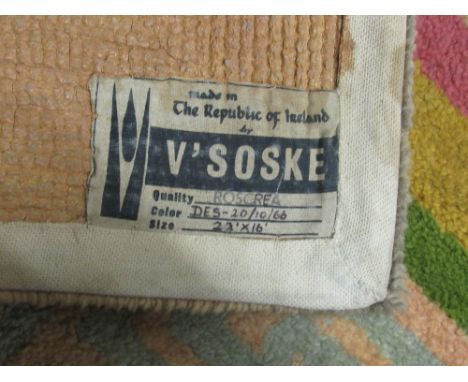 made in
The Republic of Ireland
by
V'SOSKE
Quality ROSCREA
Color DES-20/10/66
Size 23'X16'